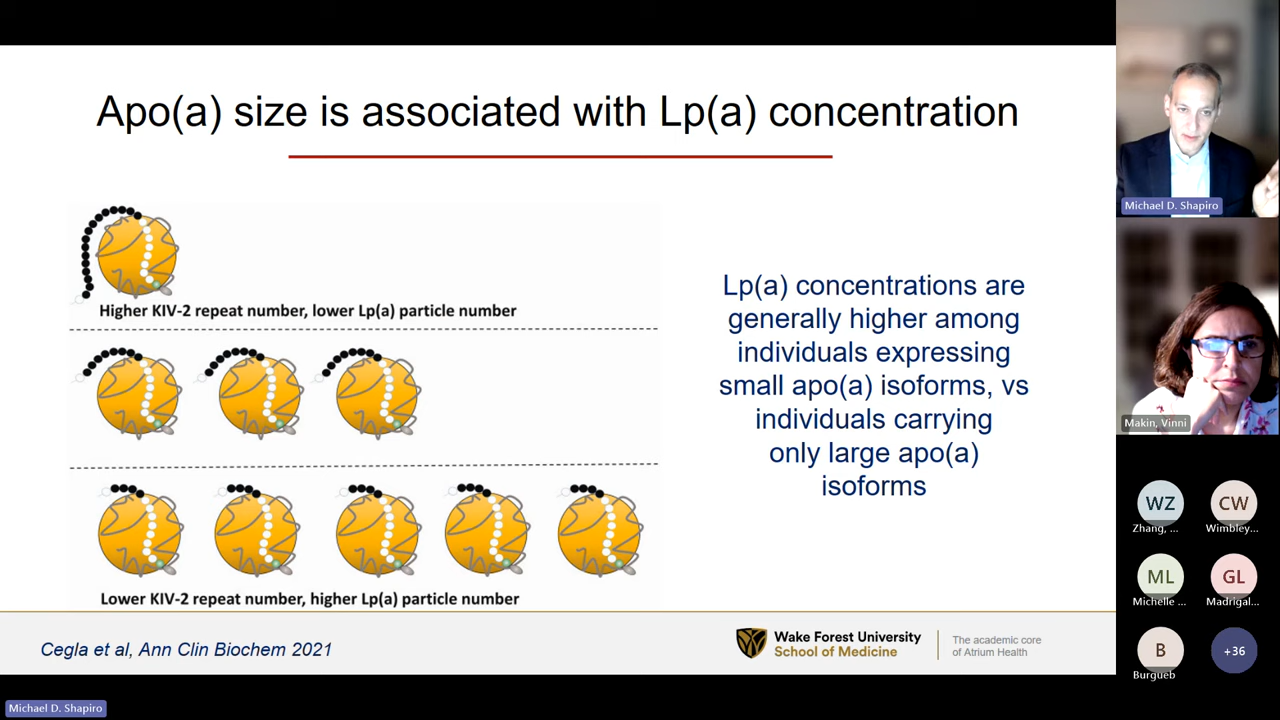 Apo(a) size is associated with Lp(a) concentration
Higher KIV-2 repeat number, lower Lp(a) particle number
Lower KIV-2 repeat number, higher Lp(a) particle number
Lp(a) concentrations are
generally higher among
individuals expressing
small apo(a) isoforms, vs
individuals carrying
only large apo(a)
isoforms
Cegla et al, Ann Clin Biochem 2021
Wake Forest University
School of Medicine
The academic core
of Atrium Health
Michael D. Shapiro
Michael D. Shapiro
Makin, Vinni
WZ
Zhang, ...
CW
Wimbley...
ML
Michelle ...
GL
Madrigal...
B
Burgueb
+36